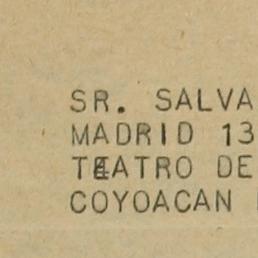 SR. SALVA
MADRID 13
TEATRO DE
COYOACAN